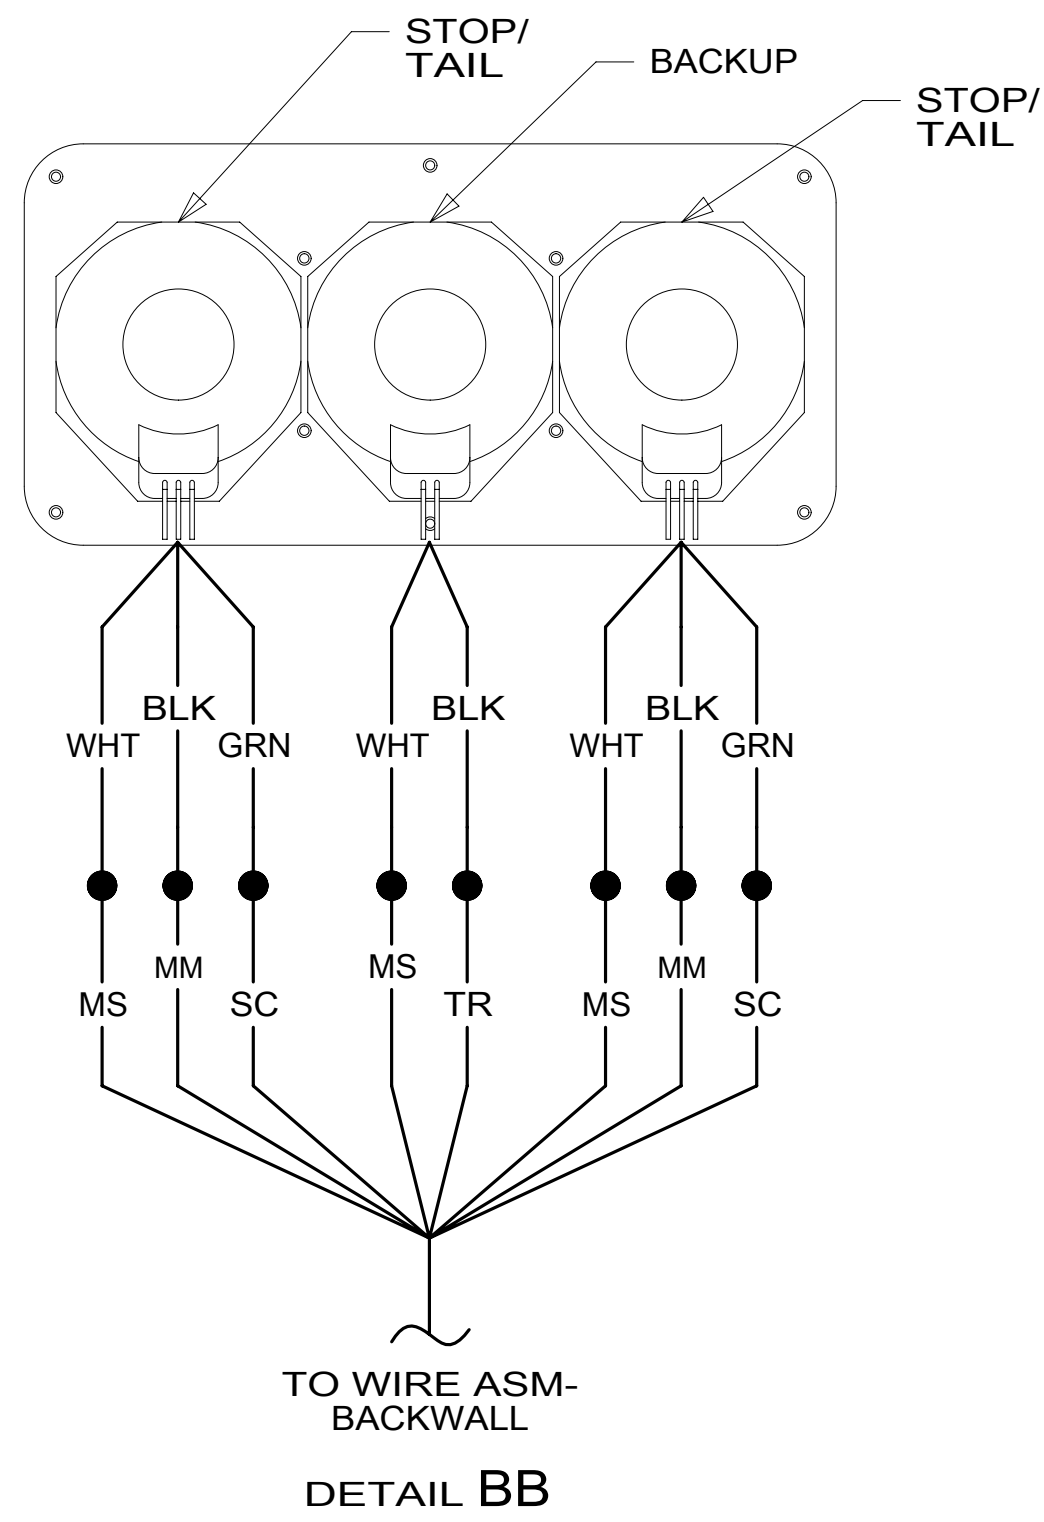 STOP/
TAIL
BACKUP
STOP/
TAIL
BLK BLK BLK
WHT GRN WHT WHT GRN
MM MS MM
MS SC TR MS SC
TO WIRE ASM-
BACKWALL
DETAIL BB